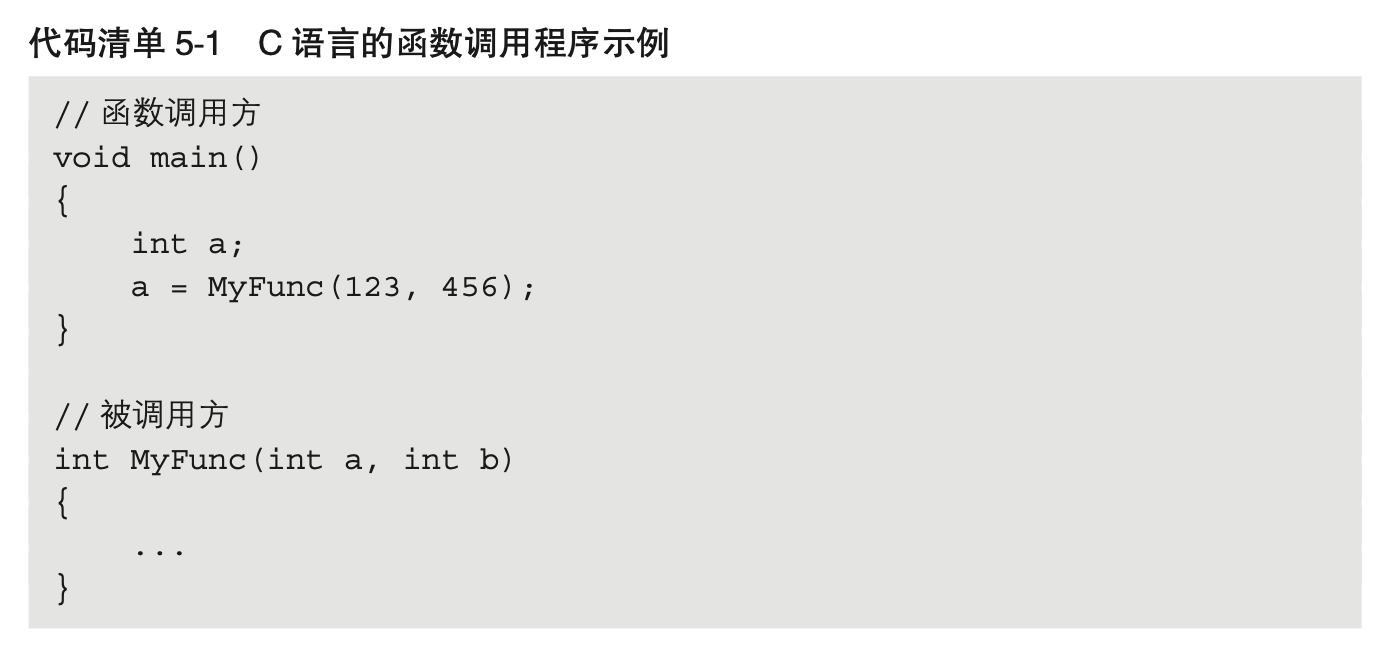 代码清单 5-1　C 语言的函数调用程序示例
// 函数调用方
void main()
{
    int a;
    a = MyFunc(123, 456);
}
// 被调用方
int MyFunc(int a, int b)
{
    ...
}